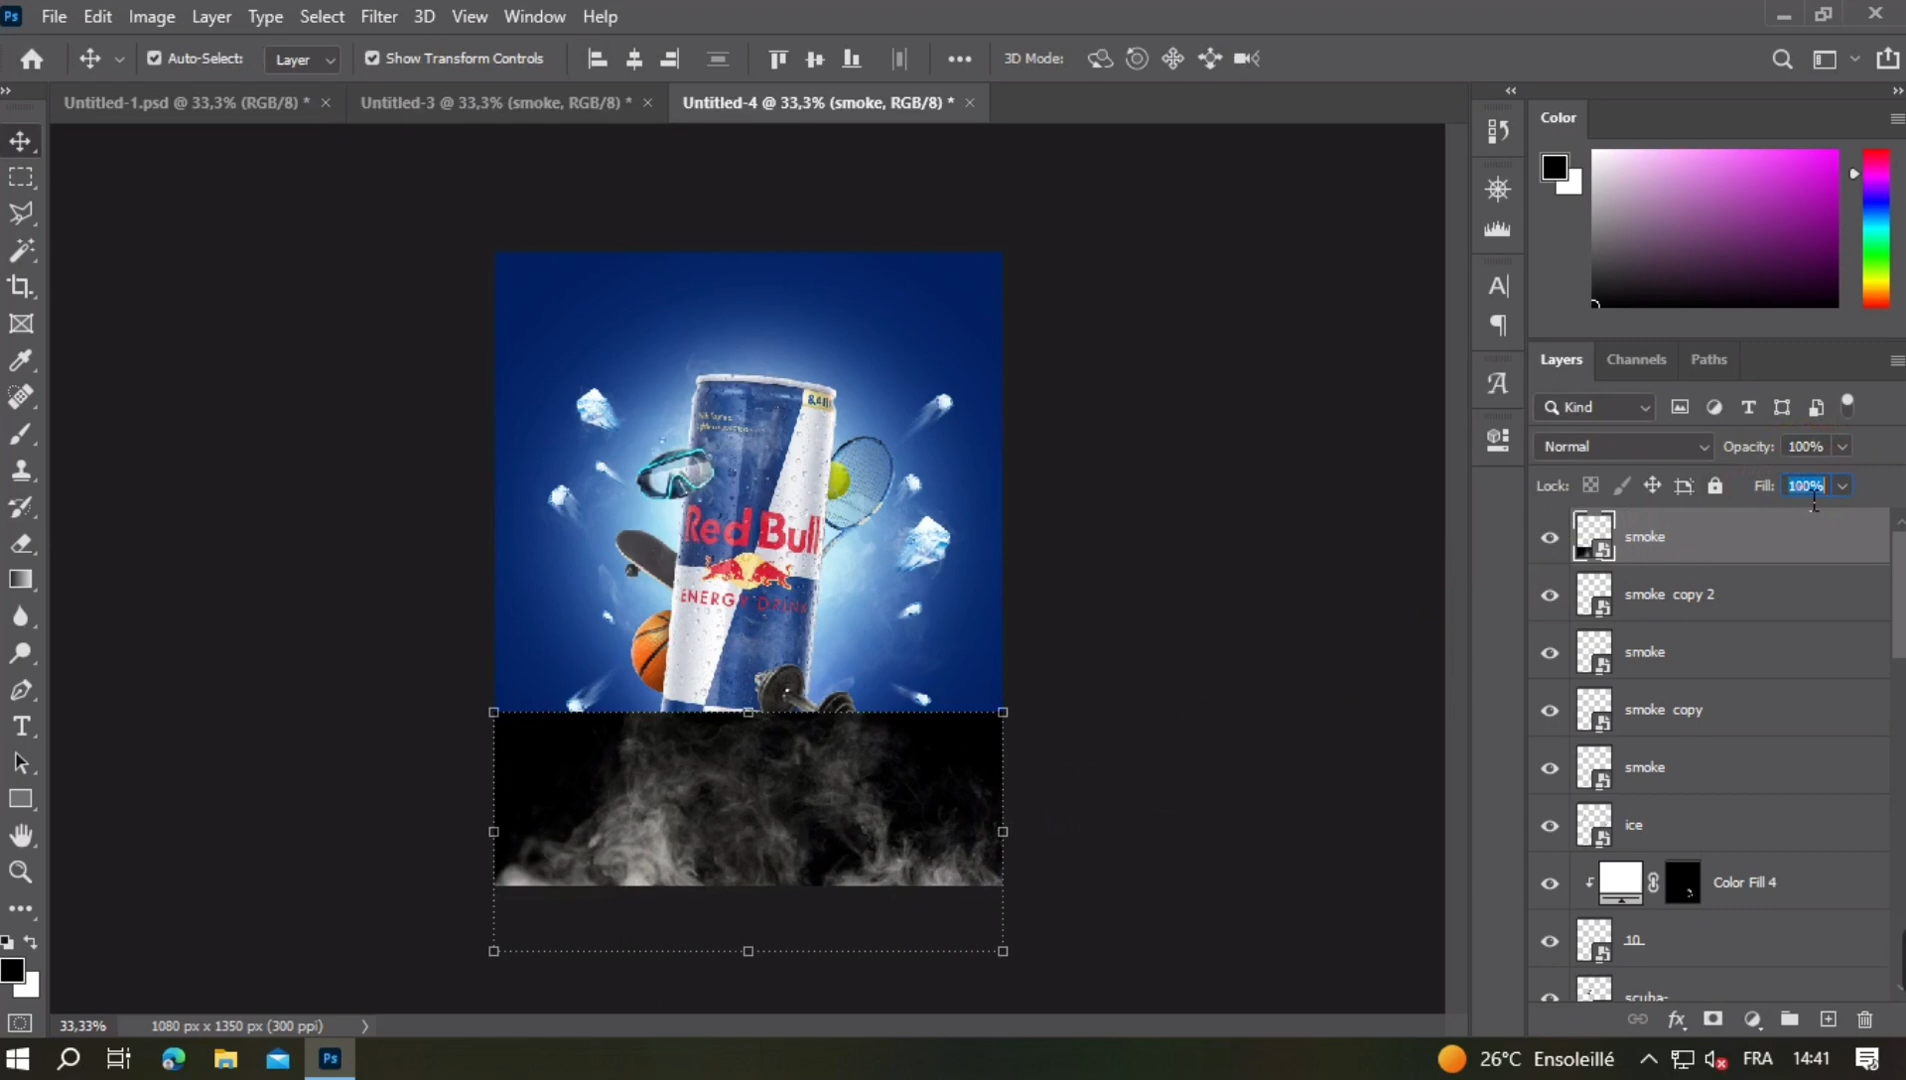 Ps File Edit Image Layer Type Select Filter 3D View Window Help
Auto-Select: Layer Show Transform Controls 3D Mode:
Untitled-1.psd @ 33,3% (RGB/8) * Untitled-3 @ 33,3% (smoke, RGB/8) * Untitled-4 @ 33,3% (smoke, RGB/8) *
Color
Layers Channels Paths
Kind
Normal Opacity: 100%
Lock: Fill: 100%
smoke
smoke copy 2
smoke
smoke copy
smoke
ice
Color Fill 4
10
scuba-
8.4
Red Bull
ENERGY DRINK
33,33% 1080 px x 1350 px (300 ppi)
Ps 26°C Ensoleillé FRA 14:41